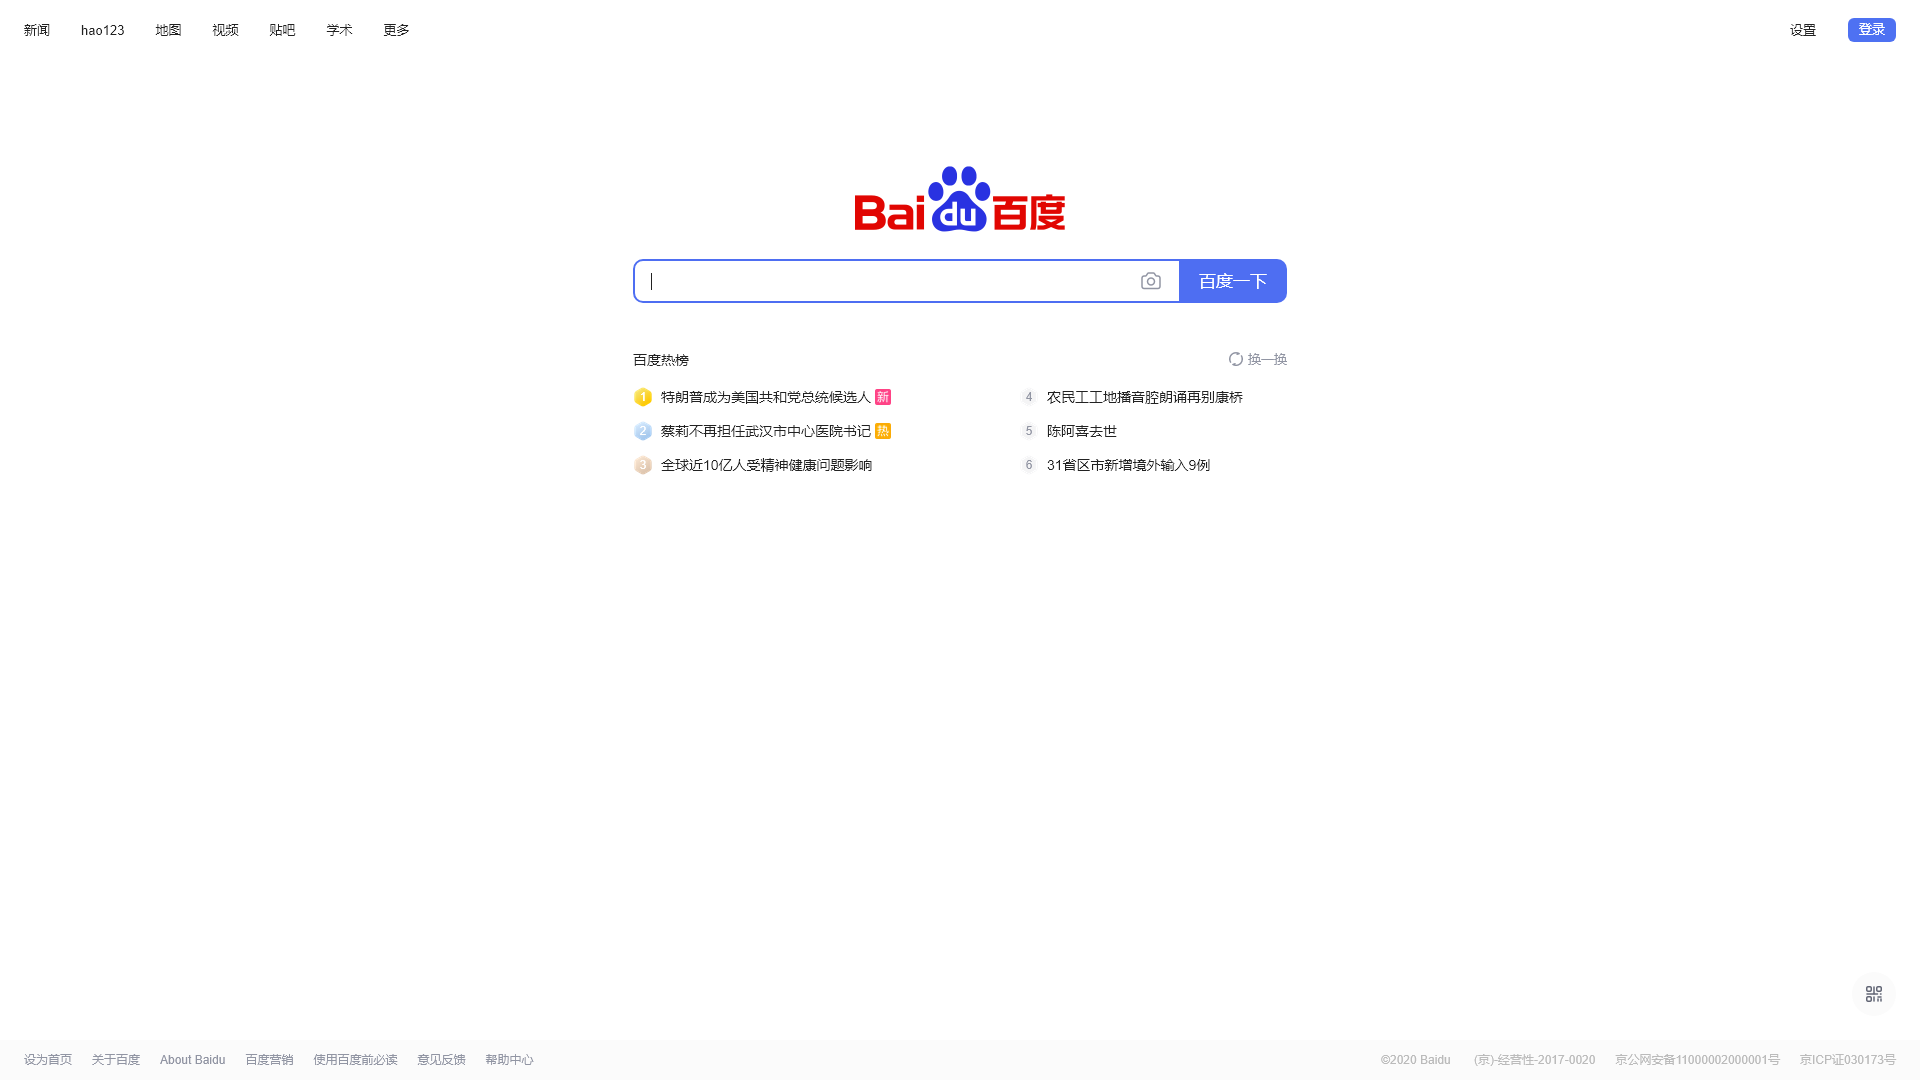 新闻 hao123 地图 视频 贴吧 学术 更多 设置 登录
Bai du 百度
百度一下
百度热榜 换一换
1 特朗普成为美国共和党总统候选人 新
2 蔡莉不再担任武汉市中心医院书记 热
3 全球近10亿人受精神健康问题影响
4 农民工工地播音腔朗诵再别康桥
5 陈阿喜去世
6 31省区市新增境外输入9例
设为首页 关于百度 About Baidu 百度营销 使用百度前必读 意见反馈 帮助中心 ©2020 Baidu (京)-经营性-2017-0020 京公网安备11000002000001号 京ICP证030173号